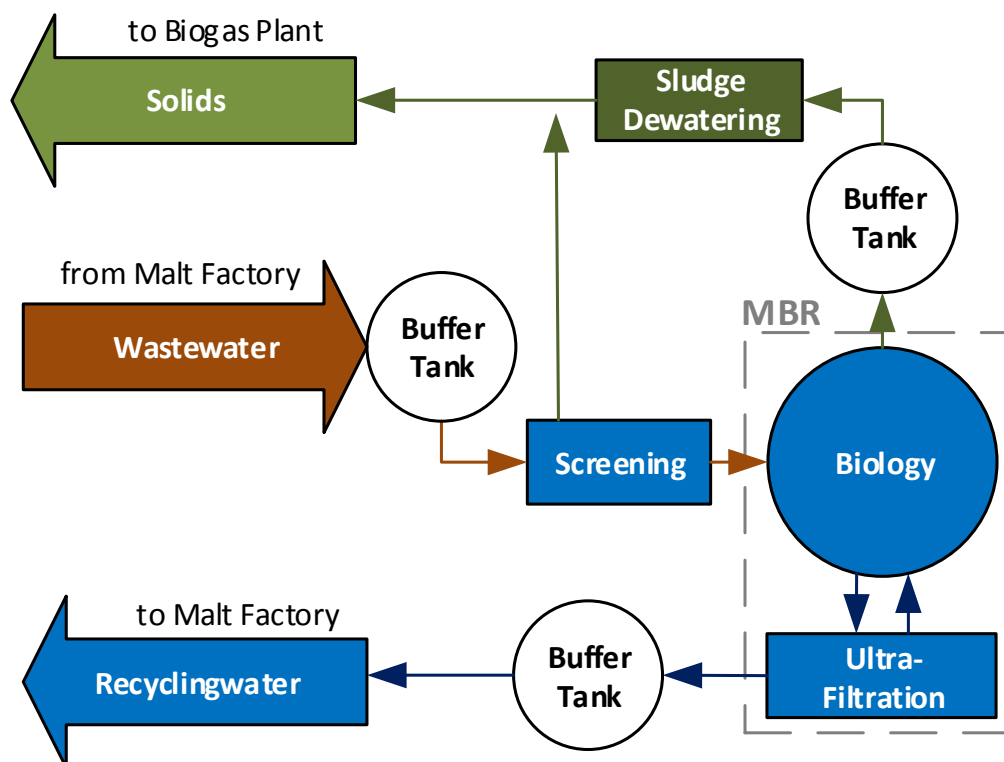 to Biogas Plant
Solids
Sludge
Dewatering
Buffer
Tank
from Malt Factory
Wastewater
Buffer
Tank
MBR
Screening
Biology
to Malt Factory
Recyclingwater
Buffer
Tank
Ultra-
Filtration